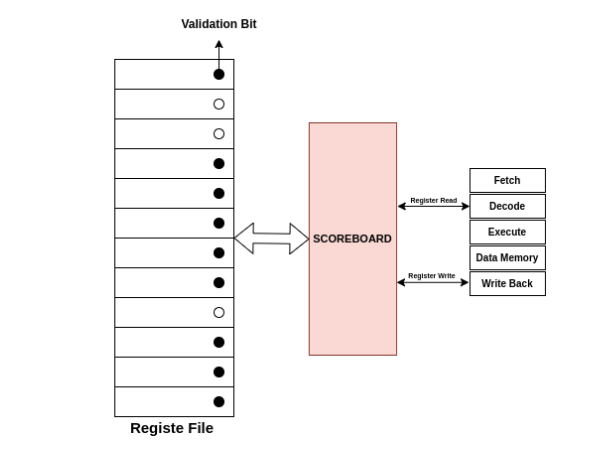 Validation Bit
SCOREBOARD
Register Read
Register Write
Fetch
Decode
Execute
Data Memory
Write Back
Registe File